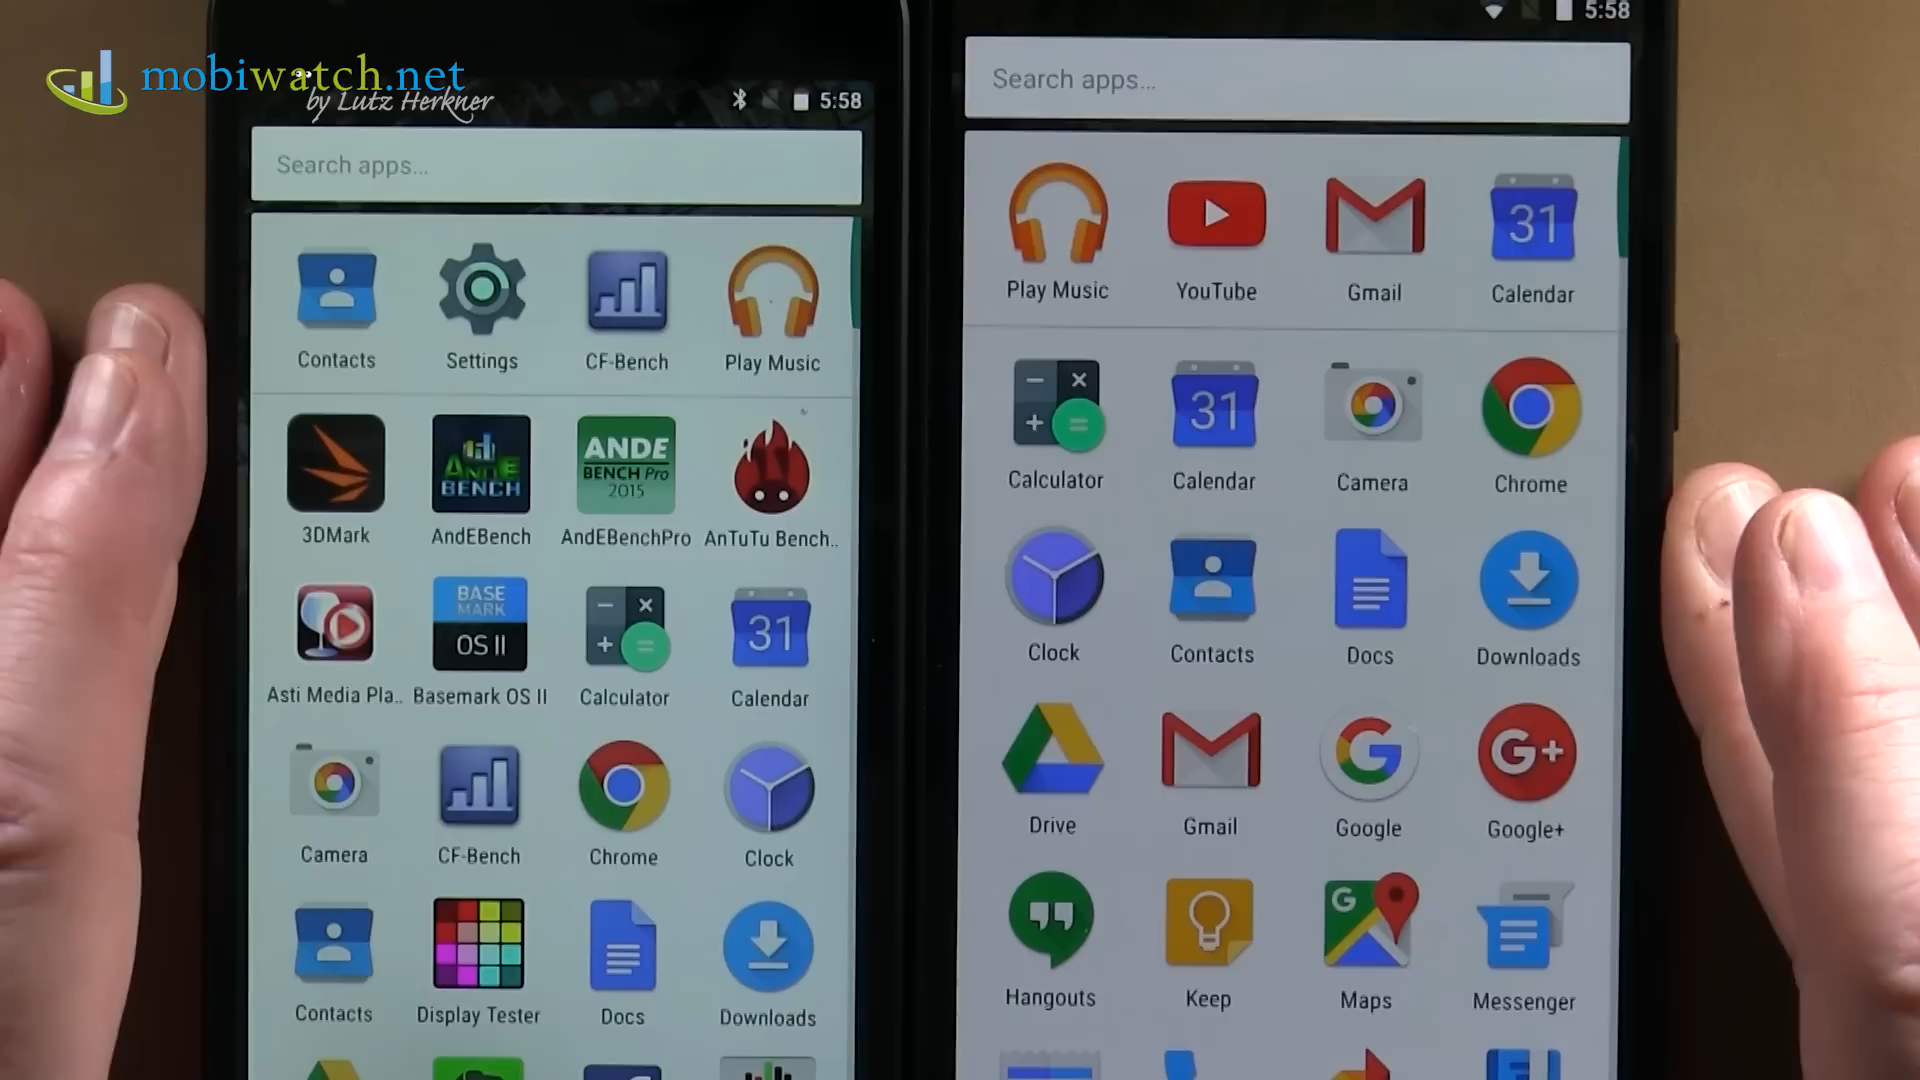 mobiwatch.net
by Lutz Herkner
5:58
Search apps...
Contacts Settings CF-Bench Play Music
ANDE
BENCH
ANDE
BENCH Pro
2015
3DMark AndEBench AndEBenchPro AnTuTu Bench..
BASE
MARK
OS II
31
Asti Media Pla.. Basemark OS II Calculator Calendar
Camera CF-Bench Chrome Clock
Contacts Display Tester Docs Downloads
5:58
Search apps...
31
Play Music YouTube Gmail Calendar
31
Calculator Calendar Camera Chrome
Clock Contacts Docs Downloads
G G+
Drive Gmail Google Google+
G
Hangouts Keep Maps Messenger